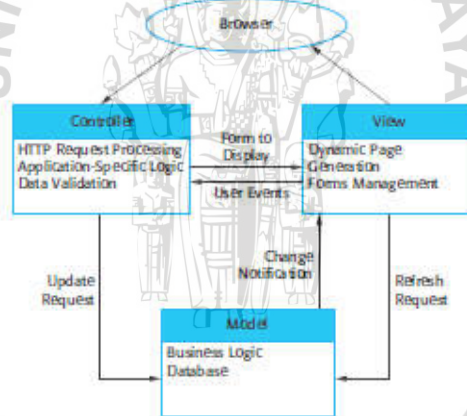 Browser
Controller
HTTP Request Processing
Application-Specific Logic
Data Validation
Form to
Display
User Events
View
Dynamic Page
Generation
Forms Management
Update
Request
Change
Notification
Refresh
Request
Model
Business Logic
Database